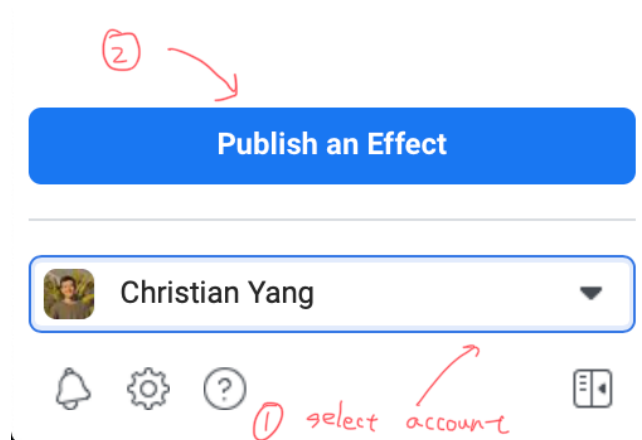 ②
Publish an Effect
Christian Yang
?
① select account